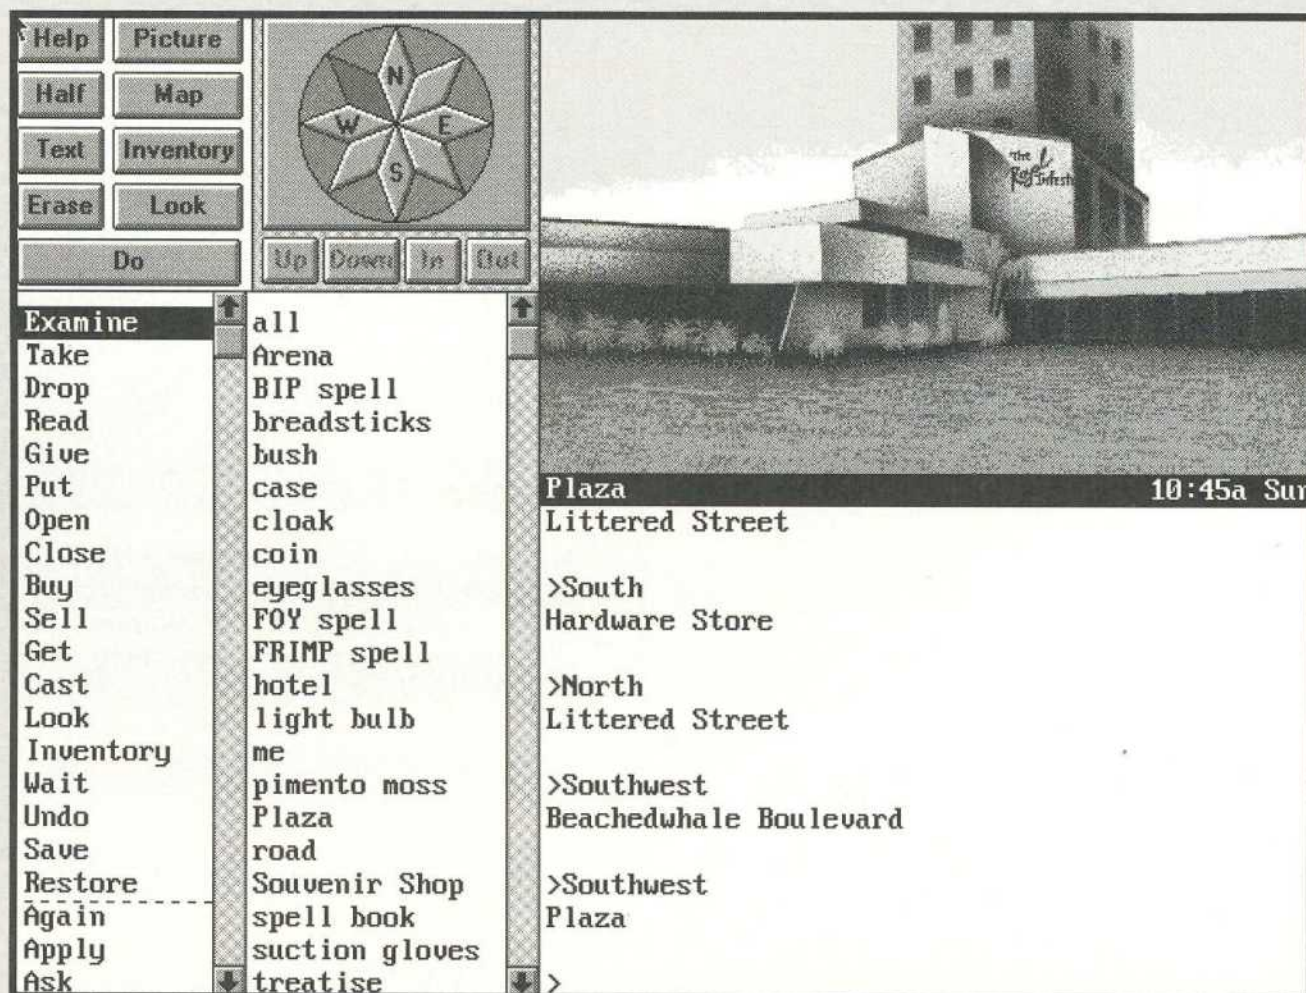 Help Picture
Half Map
Text Inventory
Erase Look
Do
N
W E
S
Up Down In Out
Examine
Take
Drop
Read
Give
Put
Open
Close
Buy
Sell
Get
Cast
Look
Inventory
Wait
Undo
Save
Restore
Again
Apply
Ask
all
Arena
BIP spell
breadsticks
bush
case
cloak
coin
eyeglasses
FOY spell
FRIMP spell
hotel
light bulb
me
pimento moss
Plaza
road
Souvenir Shop
spell book
suction gloves
treatise
The
Royal
Plaza 10:45a Sun
Littered Street
>South
Hardware Store
>North
Littered Street
>Southwest
Beachedwhale Boulevard
>Southwest
Plaza
>